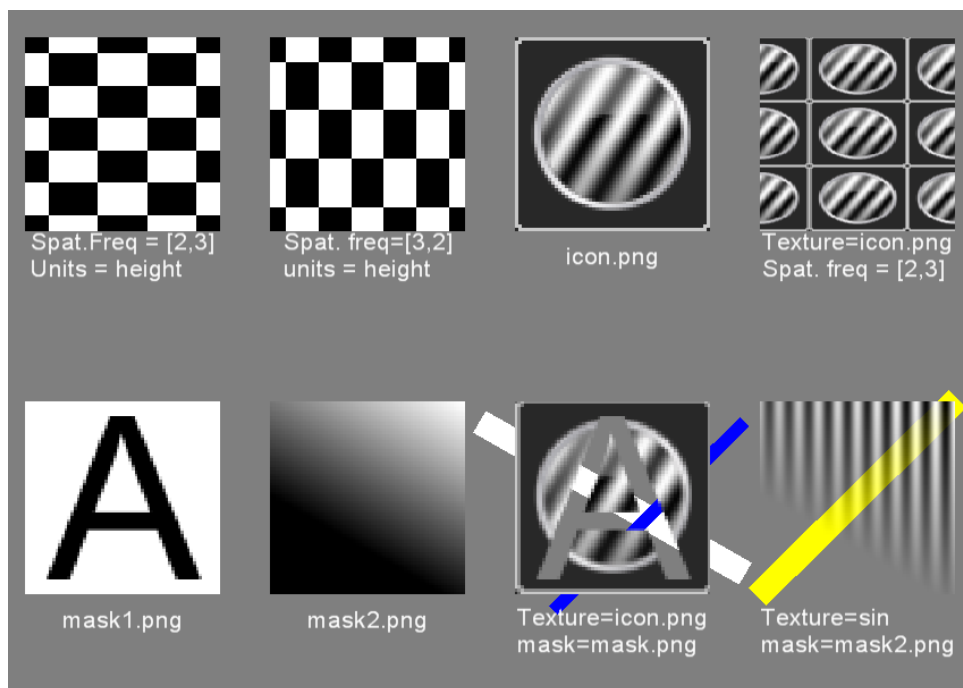 Spat.Freq = [2,3]
Units = height
Spat. freq=[3,2]
units = height
icon.png
Texture=icon.png
Spat. freq = [2,3]
A
mask1.png
mask2.png
A
Texture=icon.png
mask=mask.png
Texture=sin
mask=mask2.png